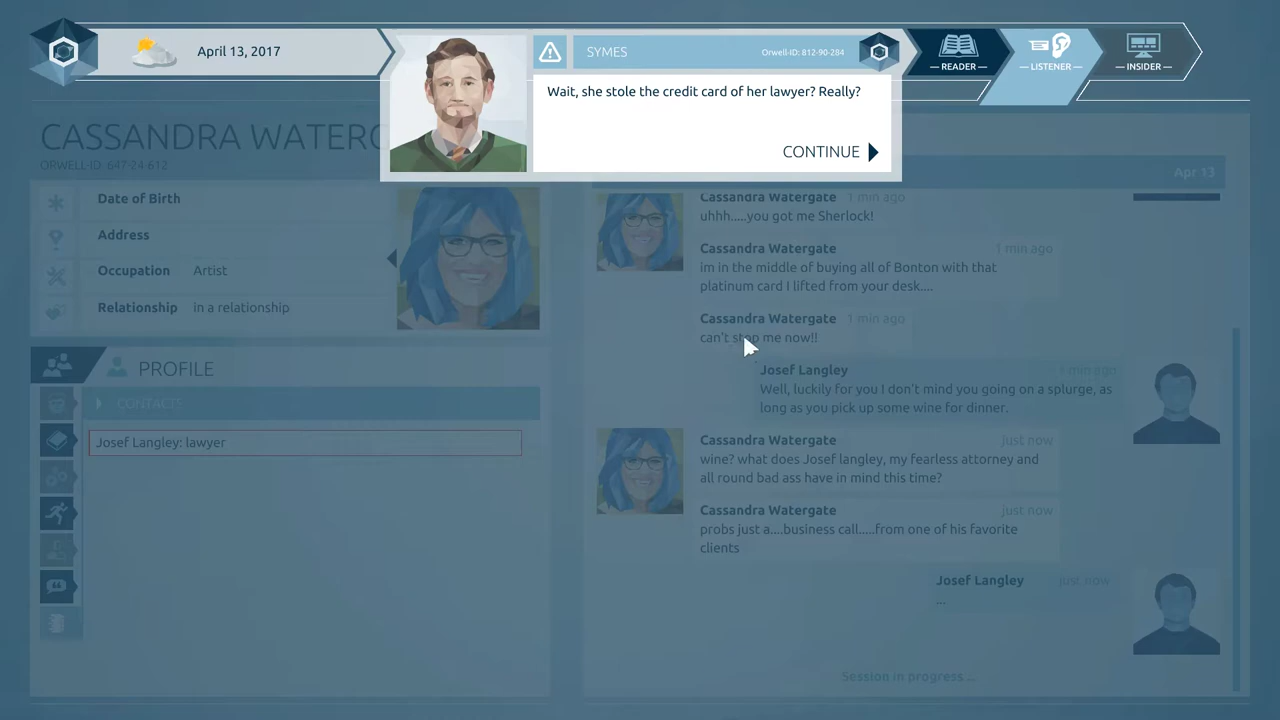 April 13, 2017
SYMES
Orwell-ID: 812-90-284
Wait, she stole the credit card of her lawyer? Really?
CONTINUE
— READER —
— LISTENER —
— INSIDER —
CASSANDRA WATERG
ORWELL-ID: 647-24-612
Date of Birth
Address
Occupation Artist
Relationship in a relationship
PROFILE
CONTACTS
Josef Langley: lawyer
Apr 13
Cassandra Watergate 1 min ago
uhhh.....you got me Sherlock!
Cassandra Watergate 1 min ago
im in the middle of buying all of Bonton with that
platinum card I lifted from your desk....
Cassandra Watergate 1 min ago
can't stop me now!!
Josef Langley 1 min ago
Well, luckily for you I don't mind you going on a splurge, as
long as you pick up some wine for dinner.
Cassandra Watergate just now
wine? what does Josef langley, my fearless attorney and
all round bad ass have in mind this time?
Cassandra Watergate just now
probs just a....business call.....from one of his favorite
clients
Josef Langley just now
...
Session in progress ...